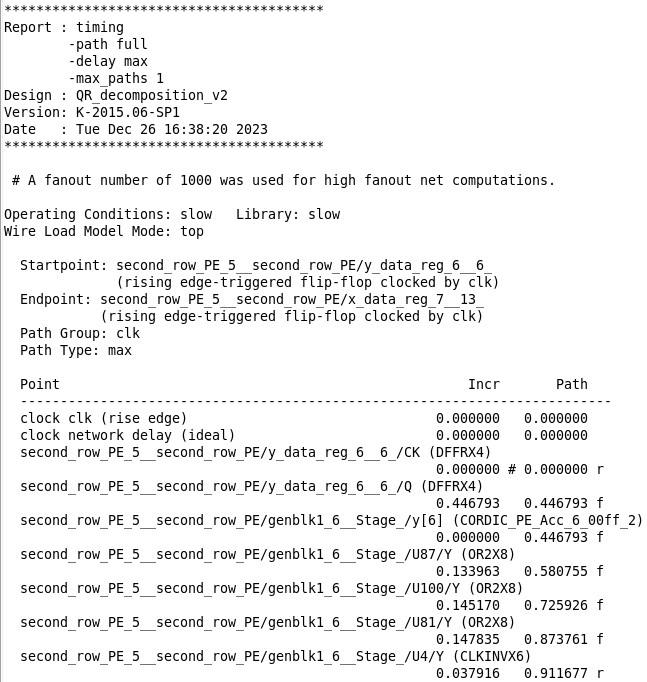 ****************************************
Report : timing
        -path full
        -delay max
        -max_paths 1
Design : QR_decomposition_v2
Version: K-2015.06-SP1
Date   : Tue Dec 26 16:38:20 2023
****************************************

 # A fanout number of 1000 was used for high fanout net computations.

Operating Conditions: slow   Library: slow
Wire Load Model Mode: top

  Startpoint: second_row_PE_5__second_row_PE/y_data_reg_6__6_
              (rising edge-triggered flip-flop clocked by clk)
  Endpoint: second_row_PE_5__second_row_PE/x_data_reg_7__13_
            (rising edge-triggered flip-flop clocked by clk)
  Path Group: clk
  Path Type: max

  Point                                                   Incr       Path
  --------------------------------------------------------------------------
  clock clk (rise edge)                               0.000000   0.000000
  clock network delay (ideal)                         0.000000   0.000000
  second_row_PE_5__second_row_PE/y_data_reg_6__6_/CK (DFFRX4)
                                                      0.000000 # 0.000000 r
  second_row_PE_5__second_row_PE/y_data_reg_6__6_/Q (DFFRX4)
                                                      0.446793   0.446793 f
  second_row_PE_5__second_row_PE/genblk1_6__Stage_/y[6] (CORDIC_PE_Acc_6_00ff_2)
                                                      0.000000   0.446793 f
  second_row_PE_5__second_row_PE/genblk1_6__Stage_/U87/Y (OR2X8)
                                                      0.133963   0.580755 f
  second_row_PE_5__second_row_PE/genblk1_6__Stage_/U100/Y (OR2X8)
                                                      0.145170   0.725926 f
  second_row_PE_5__second_row_PE/genblk1_6__Stage_/U81/Y (OR2X8)
                                                      0.147835   0.873761 f
  second_row_PE_5__second_row_PE/genblk1_6__Stage_/U4/Y (CLKINVX6)
                                                      0.037916   0.911677 r